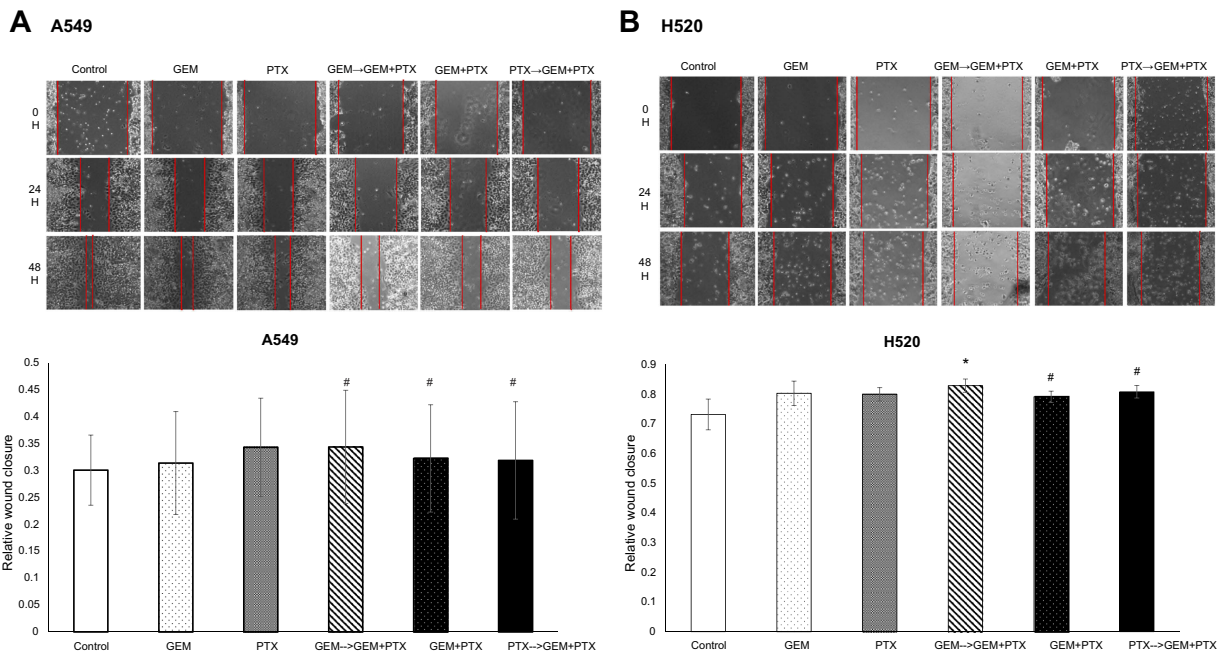 A A549
Control GEM PTX GEM→GEM+PTX GEM+PTX PTX→GEM+PTX
0
H
24
H
48
H
A549
Relative wound closure
0.5
0.45
0.4
0.35
0.3
0.25
0.2
0.15
0.1
0.05
0
# # #
Control GEM PTX GEM-->GEM+PTX GEM+PTX PTX-->GEM+PTX
B H520
Control GEM PTX GEM→GEM+PTX GEM+PTX PTX→GEM+PTX
0
H
24
H
48
H
H520
Relative wound closure
0.9
0.8
0.7
0.6
0.5
0.4
0.3
0.2
0.1
0
* # #
Control GEM PTX GEM-->GEM+PTX GEM+PTX PTX-->GEM+PTX